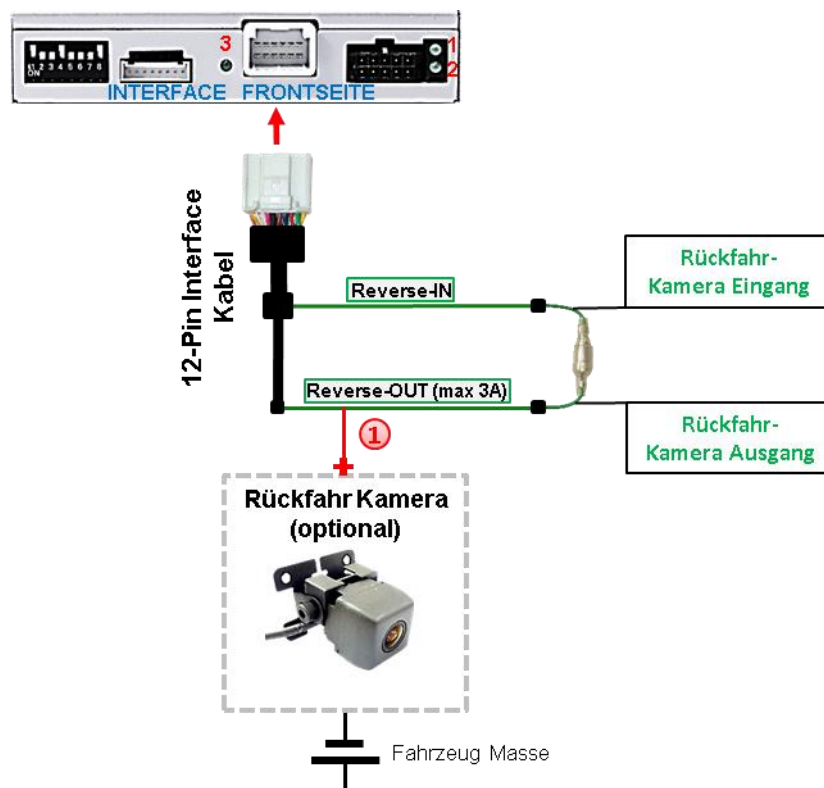 3
1
2
1 2 3 4 5 6 7 8
ON
INTERFACE FRONTSEITE
12-Pin Interface
Kabel
Reverse-IN
Rückfahr-
Kamera Eingang
Reverse-OUT (max 3A)
1
Rückfahr-
Kamera Ausgang
Rückfahr Kamera
(optional)
Fahrzeug Masse